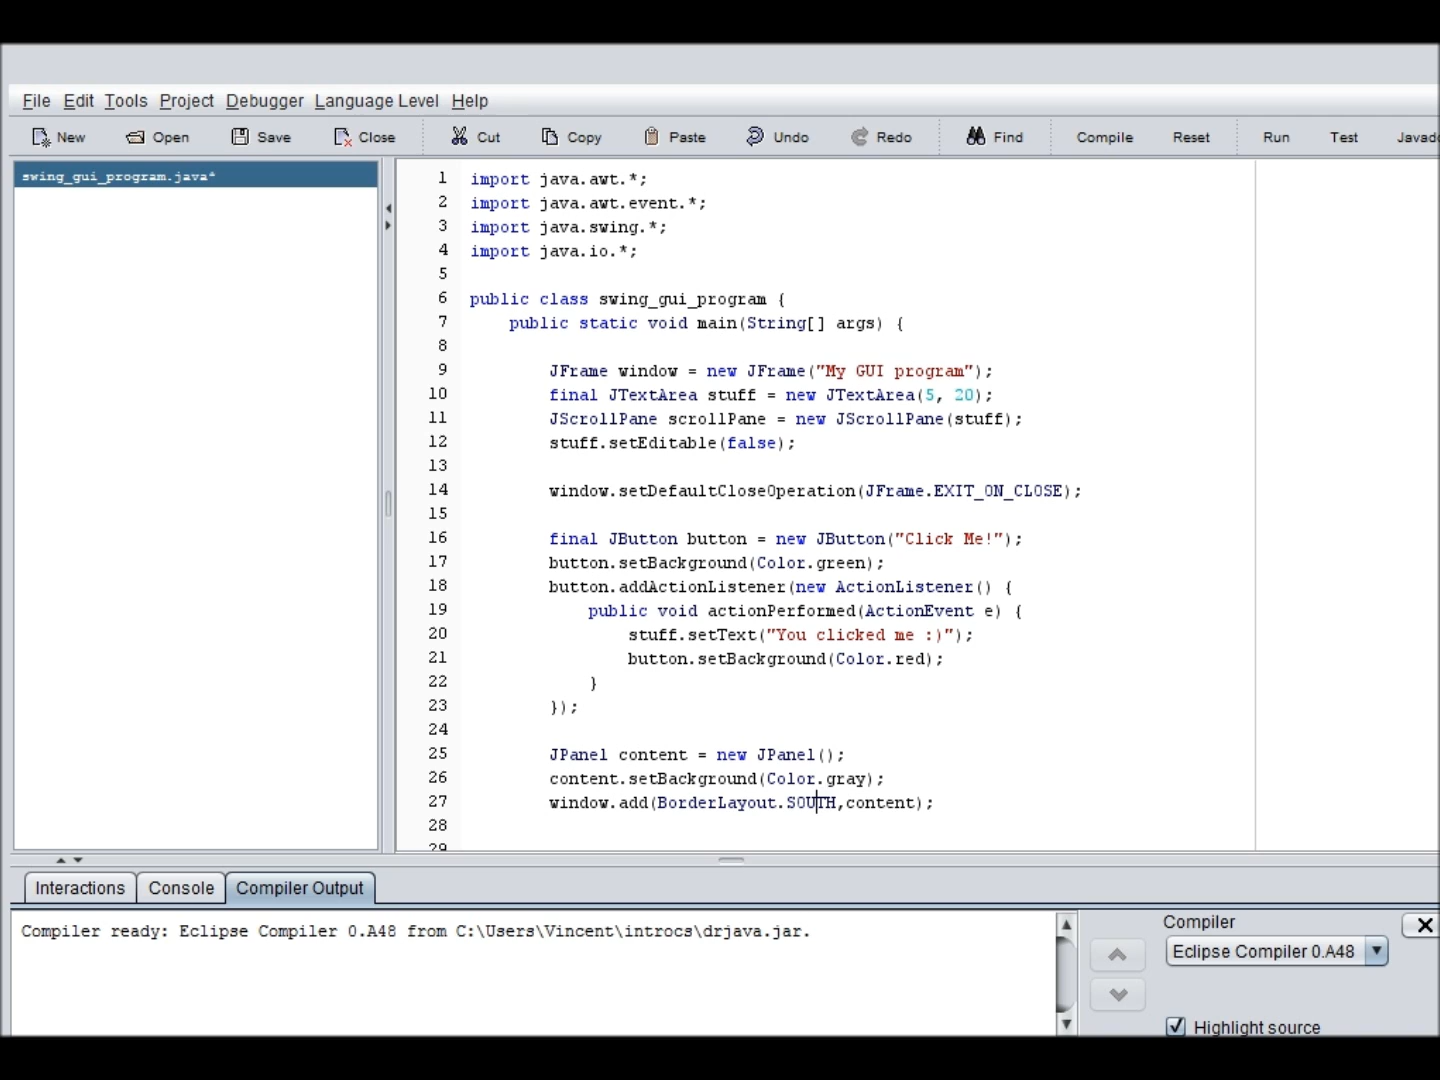 File Edit Tools Project Debugger Language Level Help
New Open Save Close Cut Copy Paste Undo Redo Find Compile Reset Run Test
swing_gui_program.java*
1 import java.awt.*;
2 import java.awt.event.*;
3 import java.swing.*;
4 import java.io.*;
5
6 public class swing_gui_program {
7 public static void main(String[] args) {
8
9 JFrame window = new JFrame("My GUI program");
10 final JTextArea stuff = new JTextArea(5, 20);
11 JScrollPane scrollPane = new JScrollPane(stuff);
12 stuff.setEditable(false);
13
14 window.setDefaultCloseOperation(JFrame.EXIT_ON_CLOSE);
15
16 final JButton button = new JButton("Click Me!");
17 button.setBackground(Color.green);
18 button.addActionListener(new ActionListener() {
19 public void actionPerformed(ActionEvent e) {
20 stuff.setText("You clicked me :)");
21 button.setBackground(Color.red);
22 }
23 });
24
25 JPanel content = new JPanel();
26 content.setBackground(Color.gray);
27 window.add(BorderLayout.SOUTH,content);
28
29
Interactions Console Compiler Output
Compiler ready: Eclipse Compiler 0.A48 from C:\Users\Vincent\introcs\drjava.jar.
Compiler
Eclipse Compiler 0.A48
Highlight source